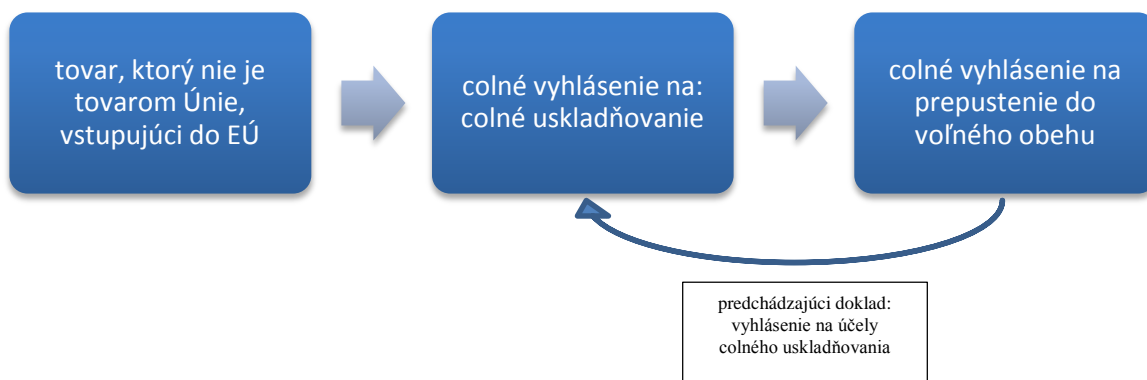 tovar, ktorý nie je
tovarom Únie,
vstupujúci do EÚ
colné vyhlásenie na:
colné uskladňovanie
colné vyhlásenie na
prepustenie do
voľného obehu
predchádzajúci doklad:
vyhlásenie na účely
colného uskladňovania